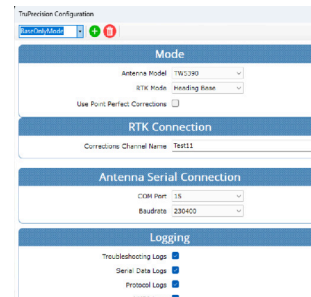 TruPrecision Configuration
BaseOnlyMode
Mode
Antenna Model TW5390
RTK Mode Heading Base
Use Point Perfect Corrections
RTK Connection
Corrections Channel Name Test11
Antenna Serial Connection
COM Port 15
Baudrate 230400
Logging
Troubleshooting Logs
Serial Data Logs
Protocol Logs